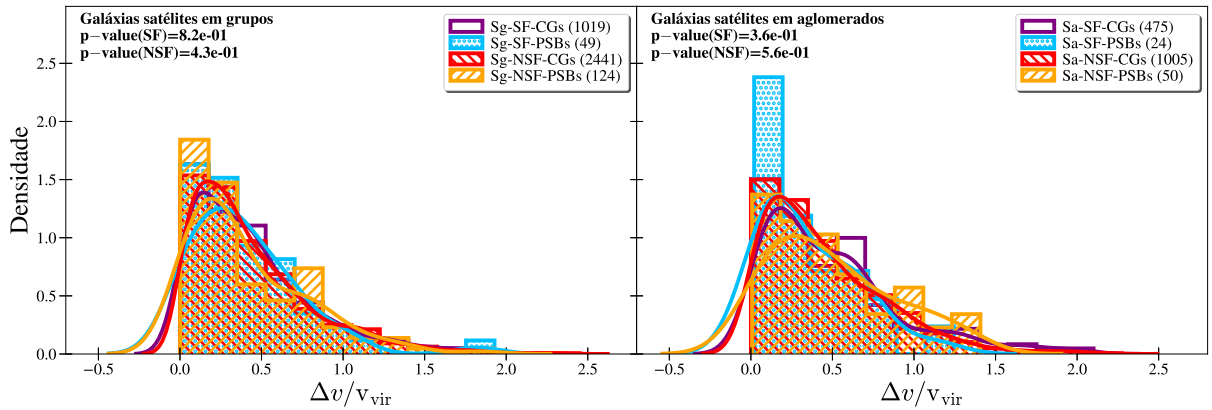 Galáxias satélites em grupos
p−value(SF)=8.2e-01
p−value(NSF)=4.3e-01
Sg-SF-CGs (1019)
Sg-SF-PSBs (49)
Sg-NSF-CGs (2441)
Sg-NSF-PSBs (124)
Galáxias satélites em aglomerados
p−value(SF)=3.6e-01
p−value(NSF)=5.6e-01
Sa-SF-CGs (475)
Sa-SF-PSBs (24)
Sa-NSF-CGs (1005)
Sa-NSF-PSBs (50)
Densidade
2.5
2.0
1.5
1.0
0.5
0.0
−0.5 0.0 0.5 1.0 1.5 2.0 2.5
−0.5 0.0 0.5 1.0 1.5 2.0 2.5
Δv/v_vir
Δv/v_vir